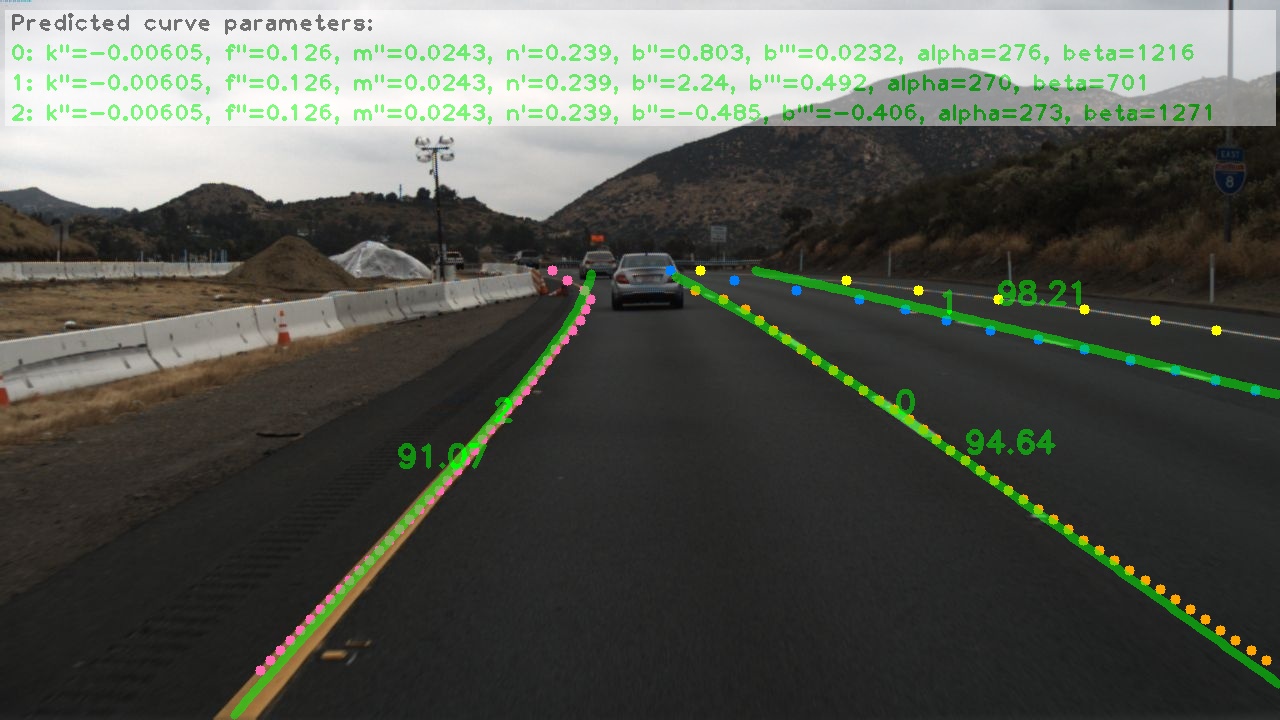 Predicted curve parameters:
0: k''=-0.00605, f''=0.126, m''=0.0243, n'=0.239, b''=0.803, b'''=0.0232, alpha=276, beta=1216
1: k''=-0.00605, f''=0.126, m''=0.0243, n'=0.239, b''=2.24, b'''=0.492, alpha=270, beta=701
2: k''=-0.00605, f''=0.126, m''=0.0243, n'=0.239, b''=-0.485, b'''=-0.406, alpha=273, beta=1271
EAST
8
1
98.21
0
94.64
2
91.07